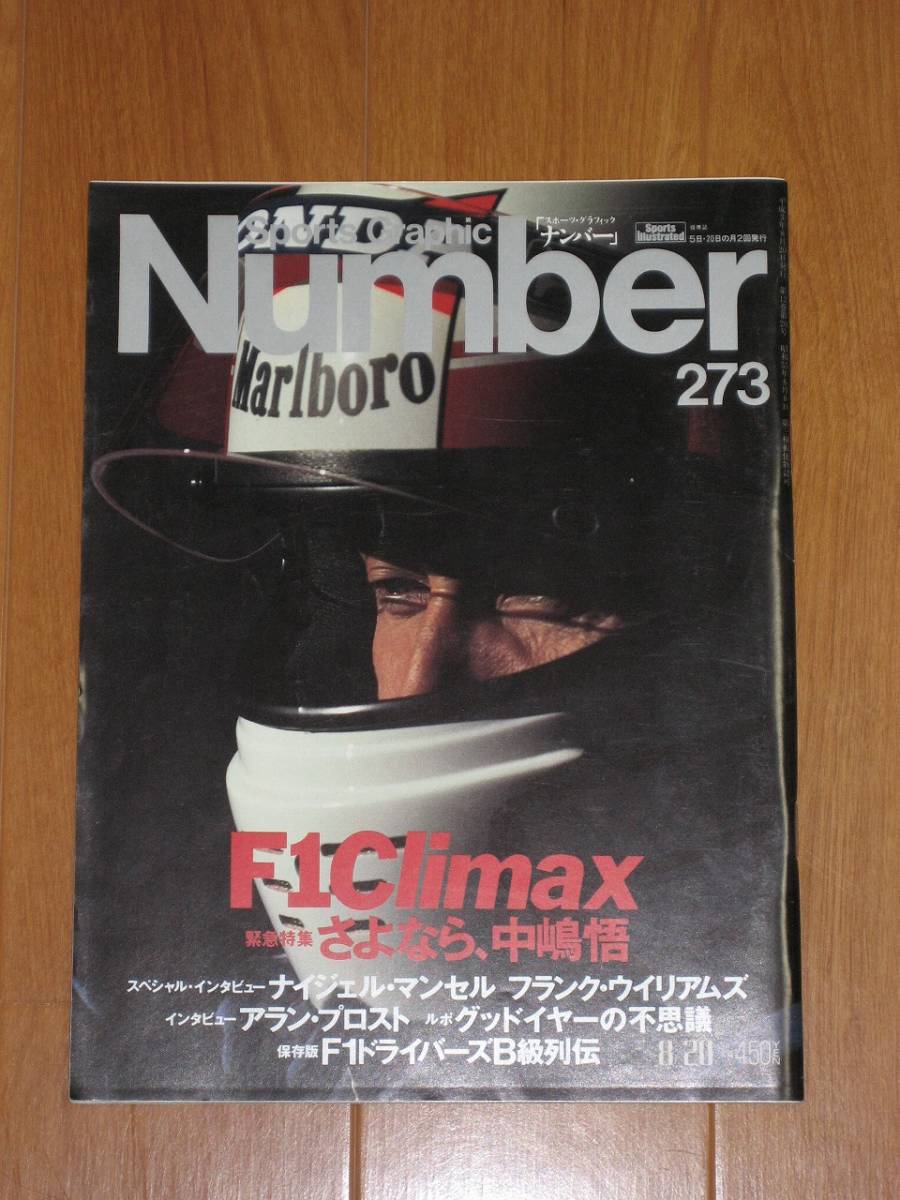 Sports Graphic
Number
スポーツ・グラフィック
「ナンバー」
Sports Illustrated
提携誌
5日・20日の月2回発行
273
Marlboro
F1Climax
緊急特集 さよなら、中嶋悟
スペシャル・インタビュー ナイジェル・マンセル フランク・ウイリアムズ
インタビュー アラン・プロスト ルポ グッドイヤーの不思議
保存版 F1ドライバーズB級列伝
8/20 450YEN